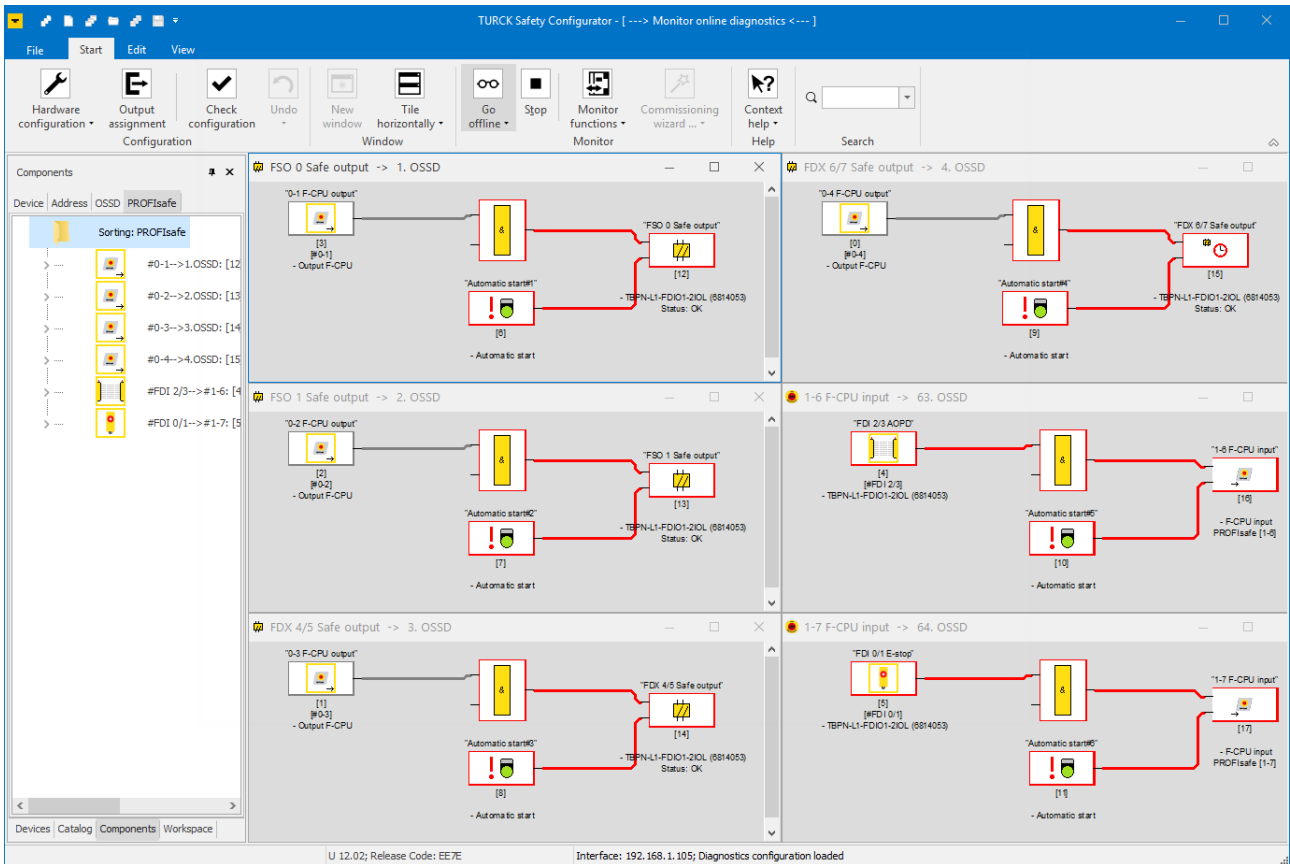 TURCK Safety Configurator - [ ---> Monitor online diagnostics <--- ]
File Start Edit View
Hardware configuration
Output assignment
Check configuration
Undo
New window
Tile horizontally
Go offline
Stop
Monitor functions
Commissioning wizard ...
Context help
Configuration
Window
Monitor
Help
Search
Components
Device Address OSSD PROFIsafe
Sorting: PROFIsafe
#0-1-->1.OSSD: [12
#0-2-->2.OSSD: [13
#0-3-->3.OSSD: [14
#0-4-->4.OSSD: [15
#FDI 2/3-->#1-6: [4
#FDI 0/1-->#1-7: [5
Devices Catalog Components Workspace
FSO 0 Safe output -> 1. OSSD
"0-1 F-CPU output"
[3]
[#0-1]
- Output F-CPU
&
"FSO 0 Safe output"
[12]
- TBPN-L1-FDIO1-2IOL (6814053)
Status: OK
"Automatic start#1"
!
[6]
- Automatic start
FDX 6/7 Safe output -> 4. OSSD
"0-4 F-CPU output"
[0]
[#0-4]
- Output F-CPU
&
"FDX 6/7 Safe output"
[15]
- TBPN-L1-FDIO1-2IOL (6814053)
Status: OK
"Automatic start#4"
!
[9]
- Automatic start
FSO 1 Safe output -> 2. OSSD
"0-2 F-CPU output"
[2]
[#0-2]
- Output F-CPU
&
"FSO 1 Safe output"
[13]
- TBPN-L1-FDIO1-2IOL (6814053)
Status: OK
"Automatic start#2"
!
[7]
- Automatic start
1-6 F-CPU input -> 63. OSSD
"FDI 2/3 AOPD"
[4]
[#FDI 2/3]
- TBPN-L1-FDIO1-2IOL (6814053)
&
"1-6 F-CPU input"
[16]
- F-CPU input
PROFIsafe [1-6]
"Automatic start#5"
!
[10]
- Automatic start
FDX 4/5 Safe output -> 3. OSSD
"0-3 F-CPU output"
[1]
[#0-3]
- Output F-CPU
&
"FDX 4/5 Safe output"
[14]
- TBPN-L1-FDIO1-2IOL (6814053)
Status: OK
"Automatic start#3"
!
[8]
- Automatic start
1-7 F-CPU input -> 64. OSSD
"FDI 0/1 E-stop"
[5]
[#FDI 0/1]
- TBPN-L1-FDIO1-2IOL (6814053)
&
"1-7 F-CPU input"
[17]
- F-CPU input
PROFIsafe [1-7]
"Automatic start#6"
!
[11]
- Automatic start
U 12.02; Release Code: EE7E
Interface: 192.168.1.105; Diagnostics configuration loaded